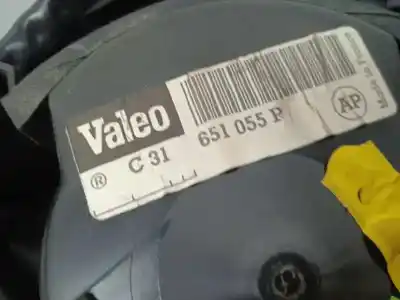 Valeo
® C 31
651 055 P
AP
Made in France